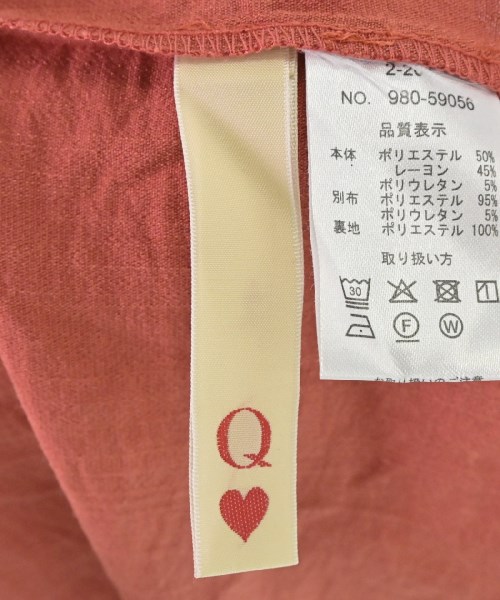 NO. 980-59056
品質表示
本体 ポリエステル 50%
レーヨン 45%
ポリウレタン 5%
別布 ポリエステル 95%
ポリウレタン 5%
裏地 ポリエステル 100%
取り扱い方
30
F W
Q